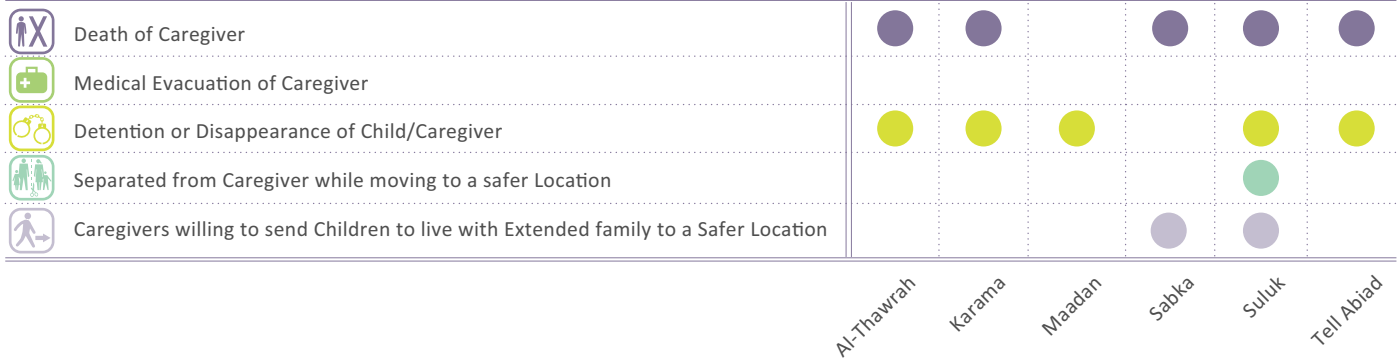 Death of Caregiver
Medical Evacuation of Caregiver
Detention or Disappearance of Child/Caregiver
Separated from Caregiver while moving to a safer Location
Caregivers willing to send Children to live with Extended family to a Safer Location
Al-Thawrah
Karama
Maadan
Sabka
Suluk
Tell Abiad